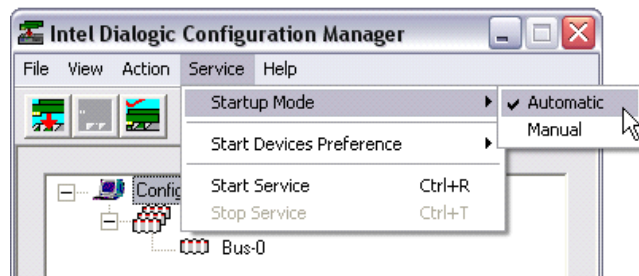 Intel Dialogic Configuration Manager
File View Action Service Help
Startup Mode
Automatic
Manual
Start Devices Preference
Start Service Ctrl+R
Stop Service Ctrl+T
Config
Bus-0